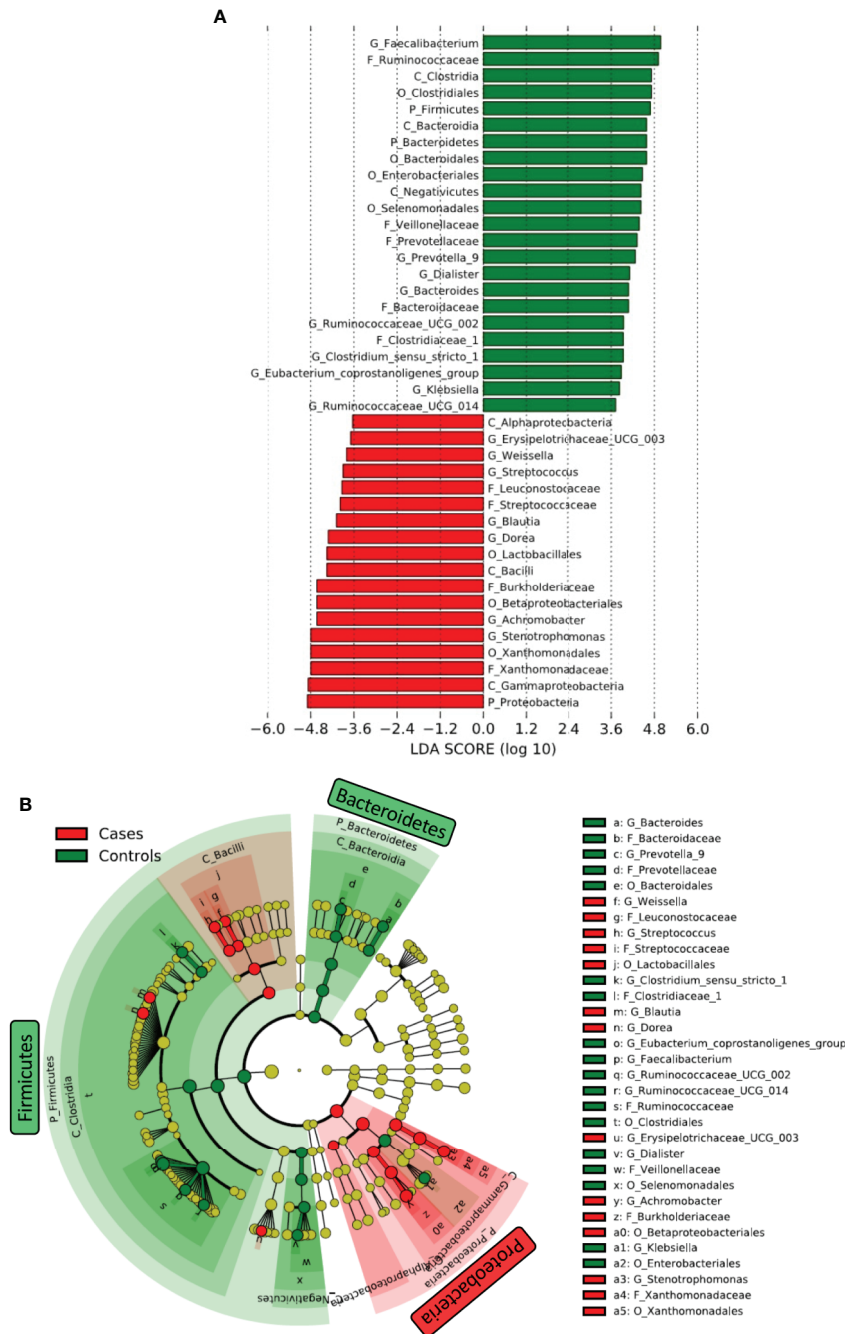 A
G_Faecalibacterium
F_Ruminococcaceae
C_Clostridia
O_Clostridiales
P_Firmicutes
C_Bacteroidia
P_Bacteroidetes
O_Bacteroidales
O_Enterobacteriales
C_Negativicutes
O_Selenomonadales
F_Veillonellaceae
F_Prevotellaceae
G_Prevotella_9
G_Dialister
G_Bacteroides
F_Bacteroidaceae
G_Ruminococcaceae_UCG_002
F_Clostridiaceae_1
G_Clostridium_sensu_stricto_1
G_Eubacterium_coprostanoligenes_group
G_Klebsiella
G_Ruminococcaceae_UCG_014
C_Alphaproteobacteria
G_Erysipelotrichaceae_UCG_003
G_Weissella
G_Streptococcus
F_Leuconostocaceae
F_Streptococcaceae
G_Blautia
G_Dorea
O_Lactobacillales
C_Bacilli
F_Burkholderiaceae
O_Betaproteobacteriales
G_Achromobacter
G_Stenotrophomonas
O_Xanthomonadales
F_Xanthomonadaceae
C_Gammaproteobacteria
P_Proteobacteria
−6.0 −4.8 −3.6 −2.4 −1.2 0.0 1.2 2.4 3.6 4.8 6.0
LDA SCORE (log 10)
B
Cases
Controls
Bacteroidetes
P_Bacteroidetes
C_Bacteroidia
e
d
c
b
a
C_Bacilli
j
i g
h f
l
k
Firmicutes
P_Firmicutes
C_Clostridia
t
s
C_Negativicutes
x
w
v
C_Alphaproteobacteria
P_Proteobacteria
C_Gammaproteobacteria
Proteobacteria
a0
z
y
a2
a3
a4
a5
a: G_Bacteroides
b: F_Bacteroidaceae
c: G_Prevotella_9
d: F_Prevotellaceae
e: O_Bacteroidales
f: G_Weissella
g: F_Leuconostocaceae
h: G_Streptococcus
i: F_Streptococcaceae
j: O_Lactobacillales
k: G_Clostridium_sensu_stricto_1
l: F_Clostridiaceae_1
m: G_Blautia
n: G_Dorea
o: G_Eubacterium_coprostanoligenes_group
p: G_Faecalibacterium
q: G_Ruminococcaceae_UCG_002
r: G_Ruminococcaceae_UCG_014
s: F_Ruminococcaceae
t: O_Clostridiales
u: G_Erysipelotrichaceae_UCG_003
v: G_Dialister
w: F_Veillonellaceae
x: O_Selenomonadales
y: G_Achromobacter
z: F_Burkholderiaceae
a0: O_Betaproteobacteriales
a1: G_Klebsiella
a2: O_Enterobacteriales
a3: G_Stenotrophomonas
a4: F_Xanthomonadaceae
a5: O_Xanthomonadales